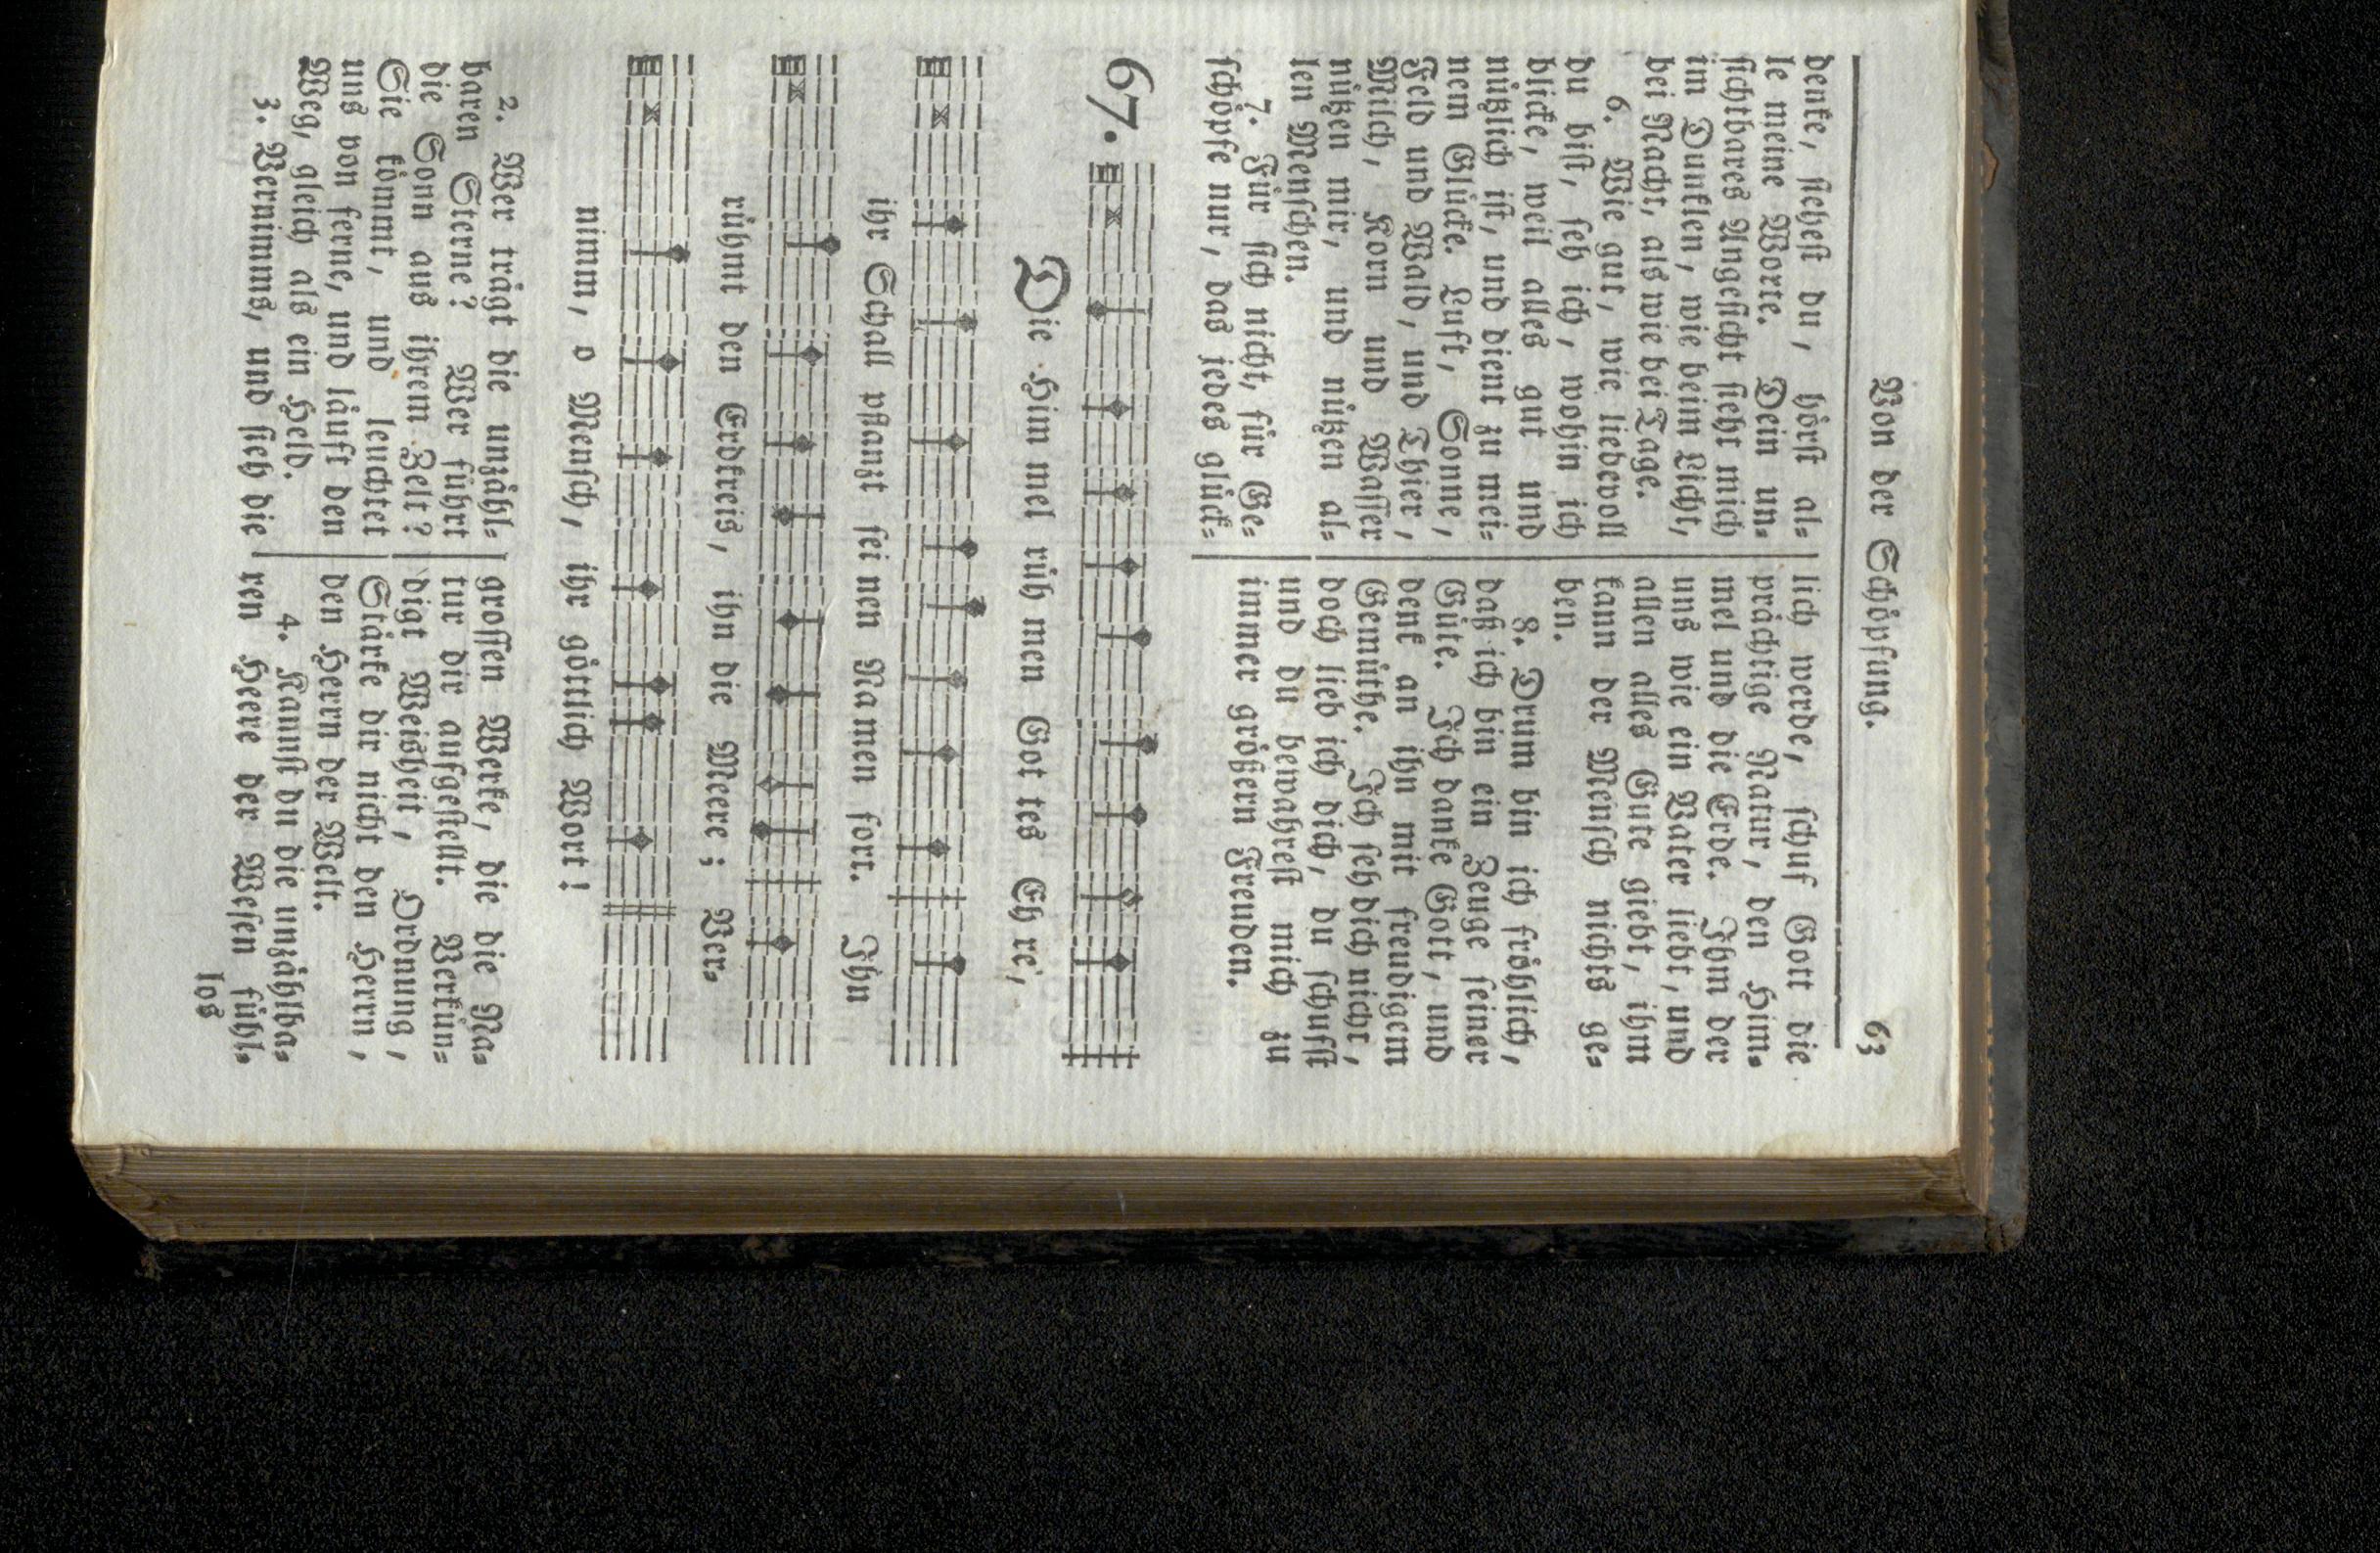 Von der Schöpfung. 63
denke, siehest du, hörst al-
le meine Worte. Dein un-
sichtbares Angesicht sieht mich
im Dunklen, wie beim Licht,
bei Nacht, als wie bei Tage.
6. Wie gut, wie liebevoll
du bist, seh ich, wohin ich
blicke, weil alles gut und
nützlich ist, und dient zu mei-
nem Glücke. Luft, Sonne,
Feld und Wald, und Thier,
Milch, Korn und Wasser
nützen mir, und nützen al-
len Menschen.
7. Für sich nicht, für Ge-
schöpfe nur, das jedes glück-
lich werde, schuf Gott die
prächtige Natur, den Him-
mel und die Erde. Ihm der
uns wie ein Vater liebt, und
allen alles Gute giebt, ihm
kann der Mensch nichts ge-
ben.
8. Drum bin ich fröhlich,
daß ich bin ein Zeuge seiner
Güte. Ich danke Gott, und
denk an ihn mit freudigem
Gemüthe. Ich seh dich nicht,
doch lieb ich dich, du schufst
und du bewahrest mich zu
immer größern Freuden.
67.
Die Him mel rüh men Got tes Eh re,
ihr Schall pflanzt sei nen Na men fort. Ihn
rühmt den Erdkreis, ihn die Meere; Ver-
nimm, o Mensch, ihr göttlich Wort!
2. Wer trägt die unzähl-
baren Sterne? Wer führt
die Sonn aus ihrem Zelt?
Sie kömmt, und leuchtet
uns von ferne, und läuft den
Weg, gleich als ein Held.
3. Vernimms, und sieh die
grossen Werke, die die Na-
tur dir aufgestellt. Verkün-
digt Weisheit, Ordnung,
Stärke dir nicht den Herrn,
den Herrn der Welt.
4. Kannst du die unzählba-
ren Heere der Wesen fühl-
los